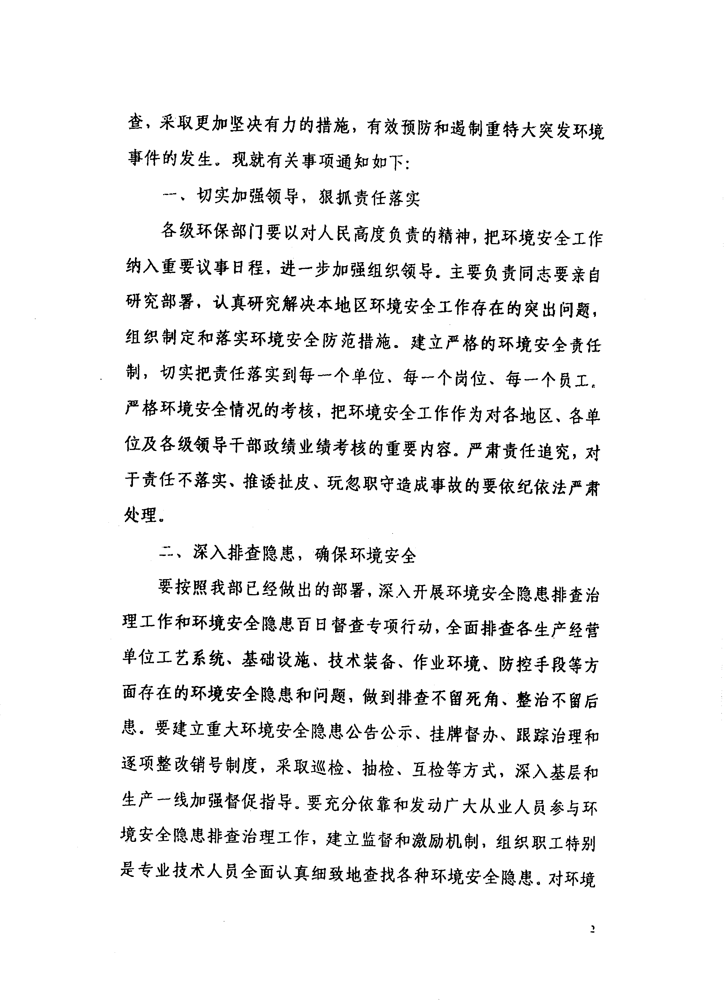 查，采取更加坚决有力的措施，有效预防和遏制重特大突发环境
事件的发生。现就有关事项通知如下：
一、切实加强领导，狠抓责任落实
各级环保部门要以对人民高度负责的精神，把环境安全工作
纳入重要议事日程，进一步加强组织领导。主要负责同志要亲自
研究部署，认真研究解决本地区环境安全工作存在的突出问题，
组织制定和落实环境安全防范措施。建立严格的环境安全责任
制，切实把责任落实到每一个单位、每一个岗位、每一个员工。
严格环境安全情况的考核，把环境安全工作作为对各地区、各单
位及各级领导干部政绩业绩考核的重要内容。严肃责任追究，对
于责任不落实、推诿扯皮、玩忽职守造成事故的要依纪依法严肃
处理。
二、深入排查隐患，确保环境安全
要按照我部已经做出的部署，深入开展环境安全隐患排查治
理工作和环境安全隐患百日督查专项行动，全面排查各生产经营
单位工艺系统、基础设施、技术装备、作业环境、防控手段等方
面存在的环境安全隐患和问题，做到排查不留死角、整治不留后
患。要建立重大环境安全隐患公告公示、挂牌督办、跟踪治理和
逐项整改销号制度，采取巡检、抽检、互检等方式，深入基层和
生产一线加强督促指导。要充分依靠和发动广大从业人员参与环
境安全隐患排查治理工作，建立监督和激励机制，组织职工特别
是专业技术人员全面认真细致地查找各种环境安全隐患。对环境
2